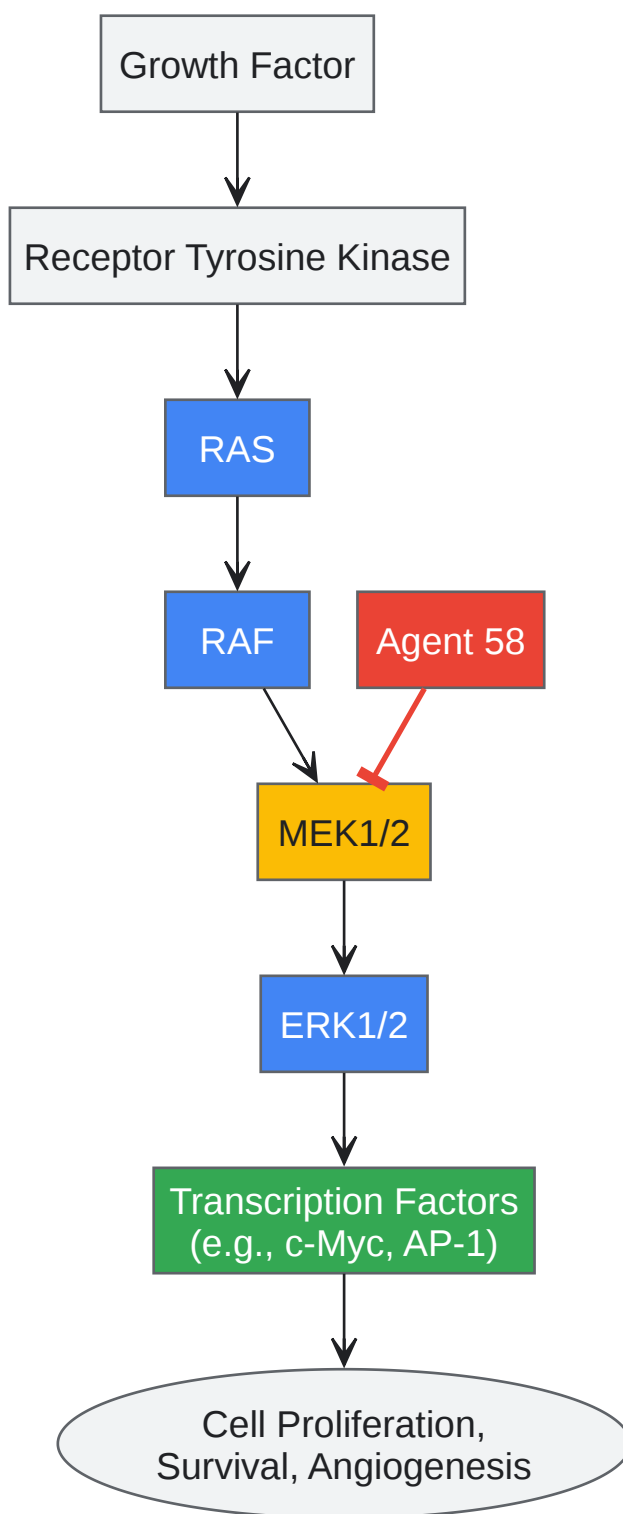 Growth Factor
Receptor Tyrosine Kinase
RAS
RAF
Agent 58
MEK1/2
ERK1/2
Transcription Factors
(e.g., c-Myc, AP-1)
Cell Proliferation,
Survival, Angiogenesis